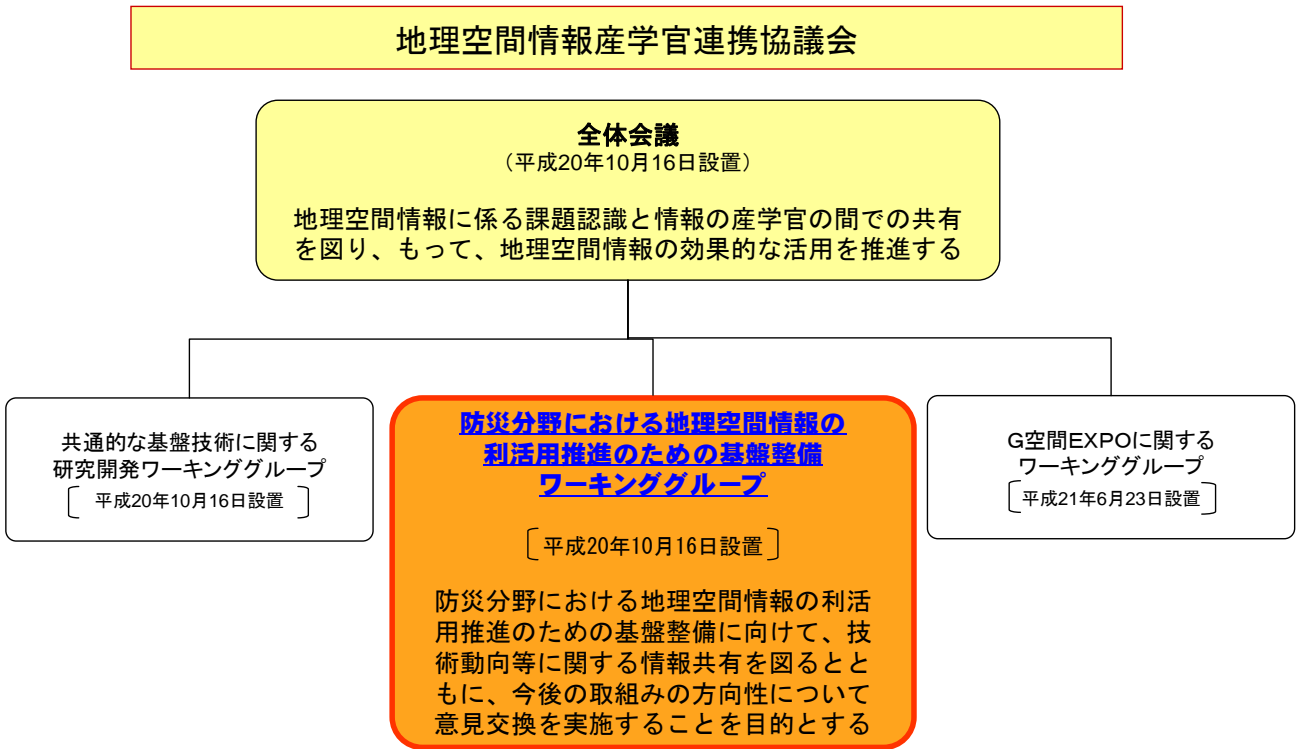 地理空間情報産学官連携協議会
全体会議
（平成20年10月16日設置）
地理空間情報に係る課題認識と情報の産学官の間での共有
を図り、もって、地理空間情報の効果的な活用を推進する
共通的な基盤技術に関する
研究開発ワーキンググループ
平成20年10月16日設置
防災分野における地理空間情報の
利活用推進のための基盤整備
ワーキンググループ
平成20年10月16日設置
防災分野における地理空間情報の利活
用推進のための基盤整備に向けて、技
術動向等に関する情報共有を図るとと
もに、今後の取組みの方向性について
意見交換を実施することを目的とする
G空間EXPOに関する
ワーキンググループ
平成21年6月23日設置